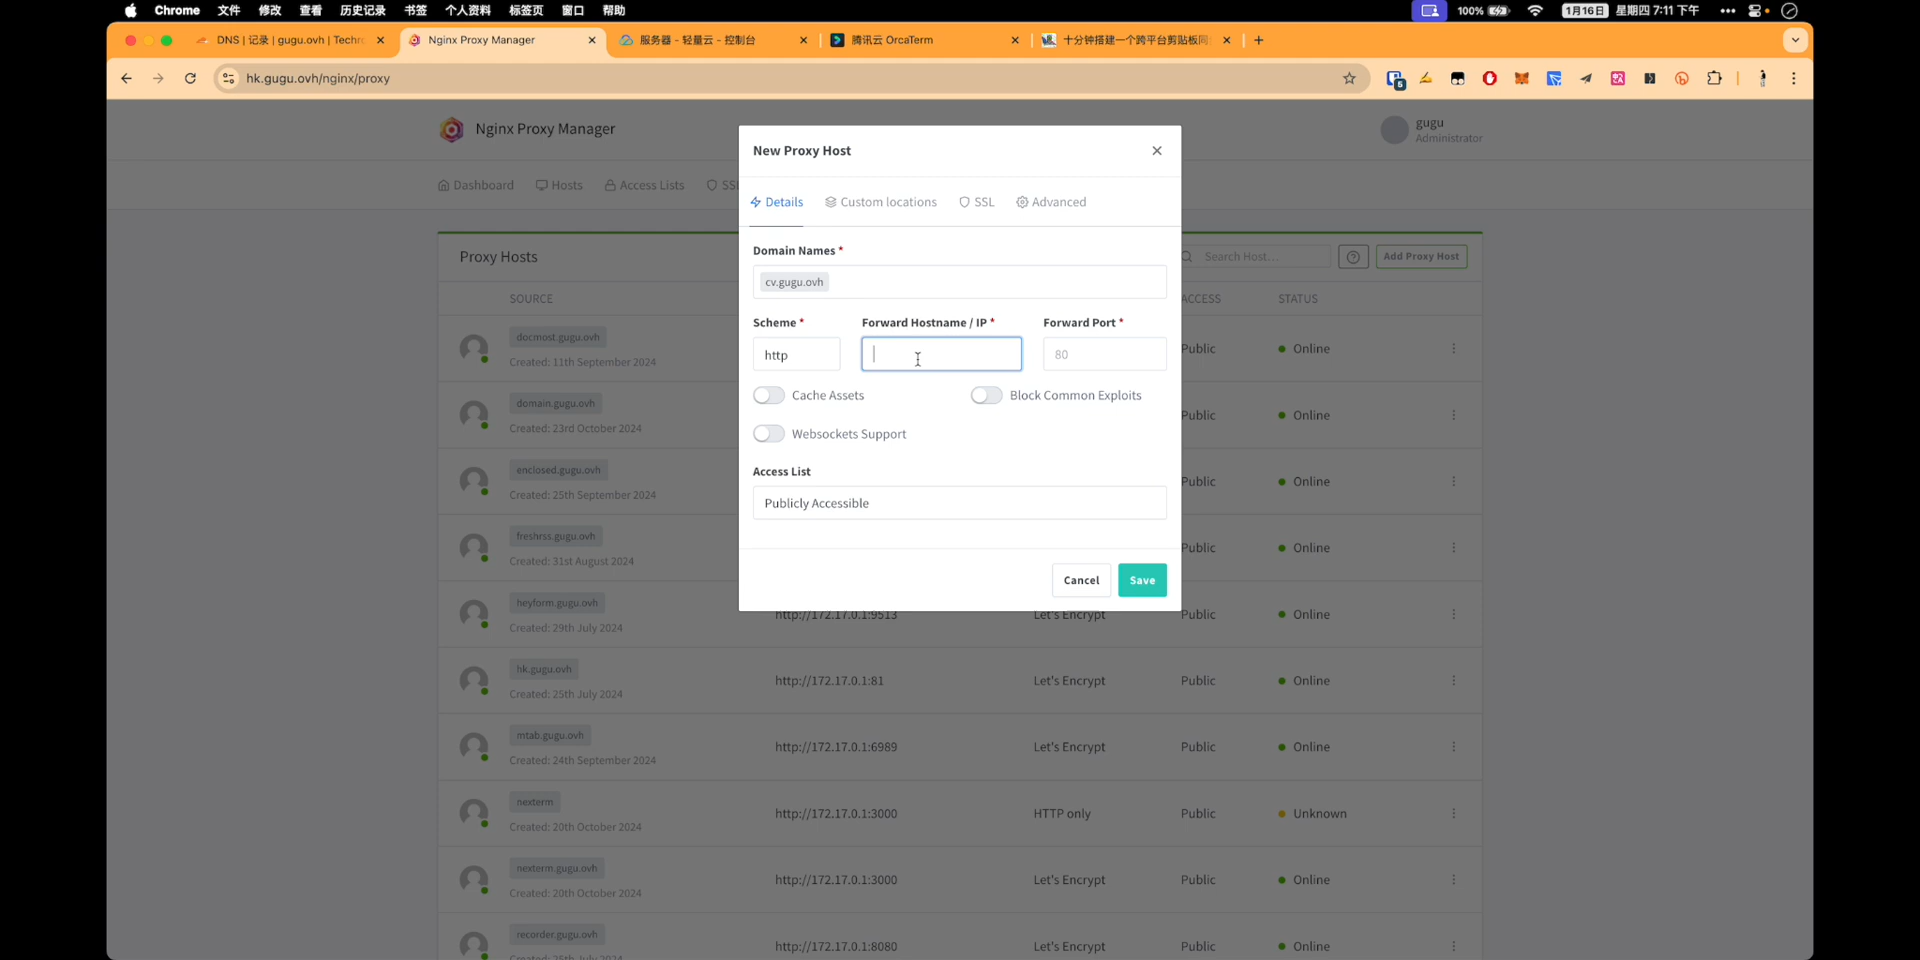 Chrome 文件 修改 查看 历史记录 书签 个人资料 标签页 窗口 帮助 100% 1月16日 星期四 7:11 下午
DNS | 记录 | gugu.ovh | Techr Nginx Proxy Manager 服务器 - 轻量云 - 控制台 腾讯云 OrcaTerm 十分钟搭建一个跨平台剪贴板同
hk.gugu.ovh/nginx/proxy
Nginx Proxy Manager
gugu
Administrator
Dashboard Hosts Access Lists SS
New Proxy Host
Details Custom locations SSL Advanced
Domain Names *
cv.gugu.ovh
Scheme * Forward Hostname / IP * Forward Port *
http 80
Cache Assets Block Common Exploits
Websockets Support
Access List
Publicly Accessible
Cancel Save
Proxy Hosts Search Host... Add Proxy Host
SOURCE ACCESS STATUS
docmost.gugu.ovh
Created: 11th September 2024 Public Online
domain.gugu.ovh
Created: 23rd October 2024 Public Online
enclosed.gugu.ovh
Created: 25th September 2024 Public Online
freshrss.gugu.ovh
Created: 31st August 2024 Public Online
heyform.gugu.ovh
Created: 29th July 2024 http://172.17.0.1:9513 Let's Encrypt Public Online
hk.gugu.ovh
Created: 25th July 2024 http://172.17.0.1:81 Let's Encrypt Public Online
mtab.gugu.ovh
Created: 24th September 2024 http://172.17.0.1:6989 Let's Encrypt Public Online
nexterm
Created: 20th October 2024 http://172.17.0.1:3000 HTTP only Public Unknown
nexterm.gugu.ovh
Created: 20th October 2024 http://172.17.0.1:3000 Let's Encrypt Public Online
recorder.gugu.ovh
http://172.17.0.1:8080 Let's Encrypt Public Online